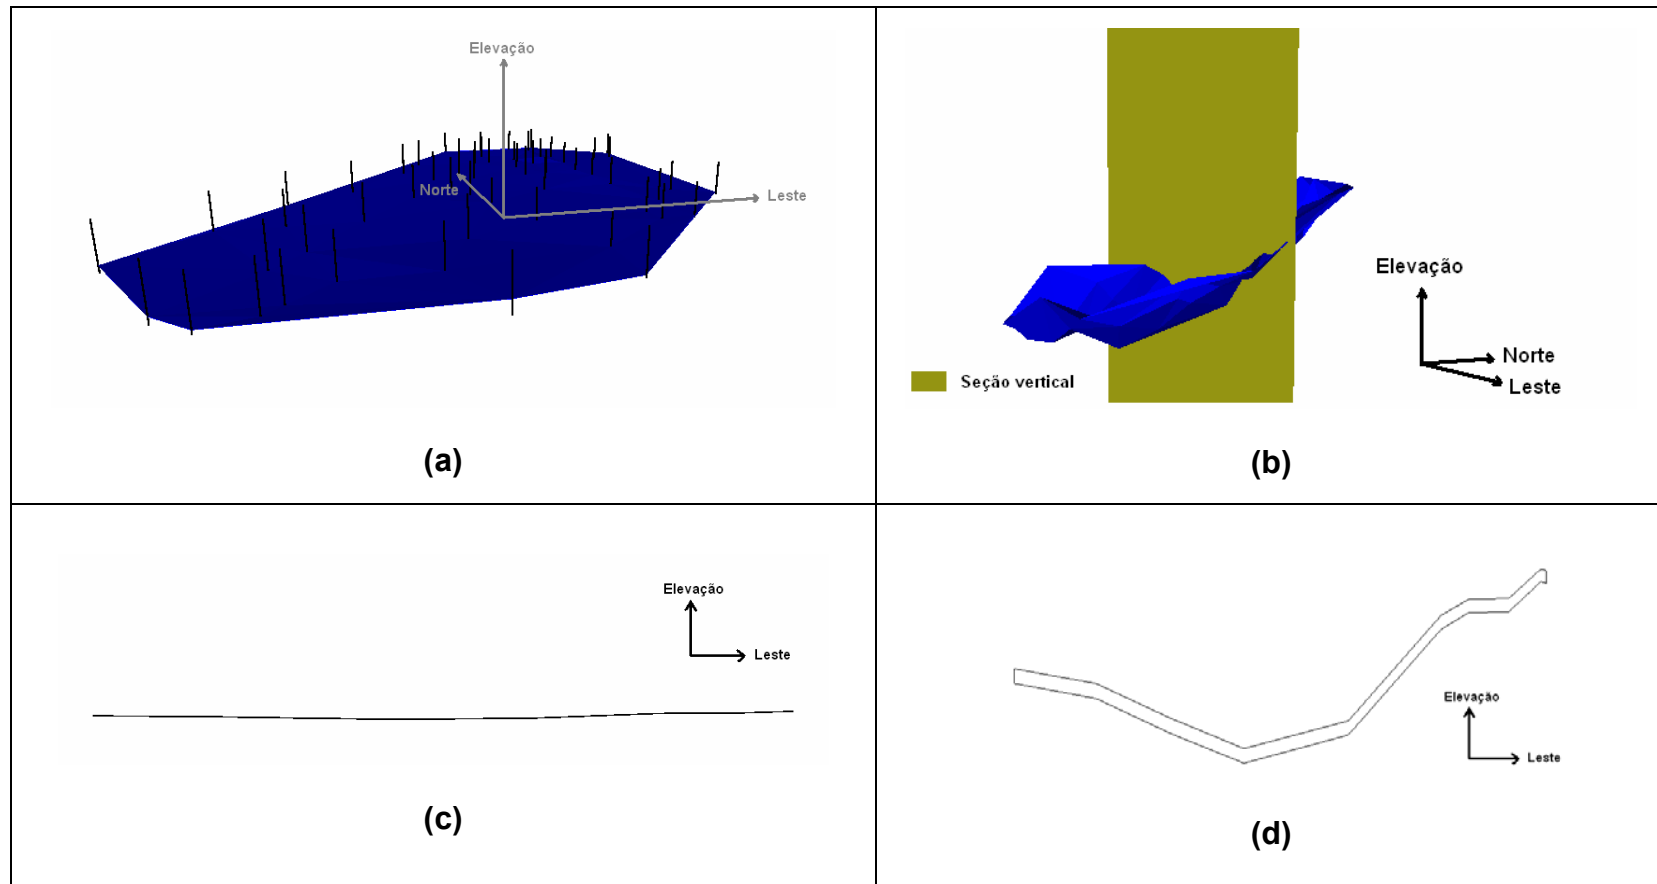 Elevação
Norte
Leste
(a)
Elevação
Norte
Leste
Seção vertical
(b)
Elevação
Leste
(c)
Elevação
Leste
(d)